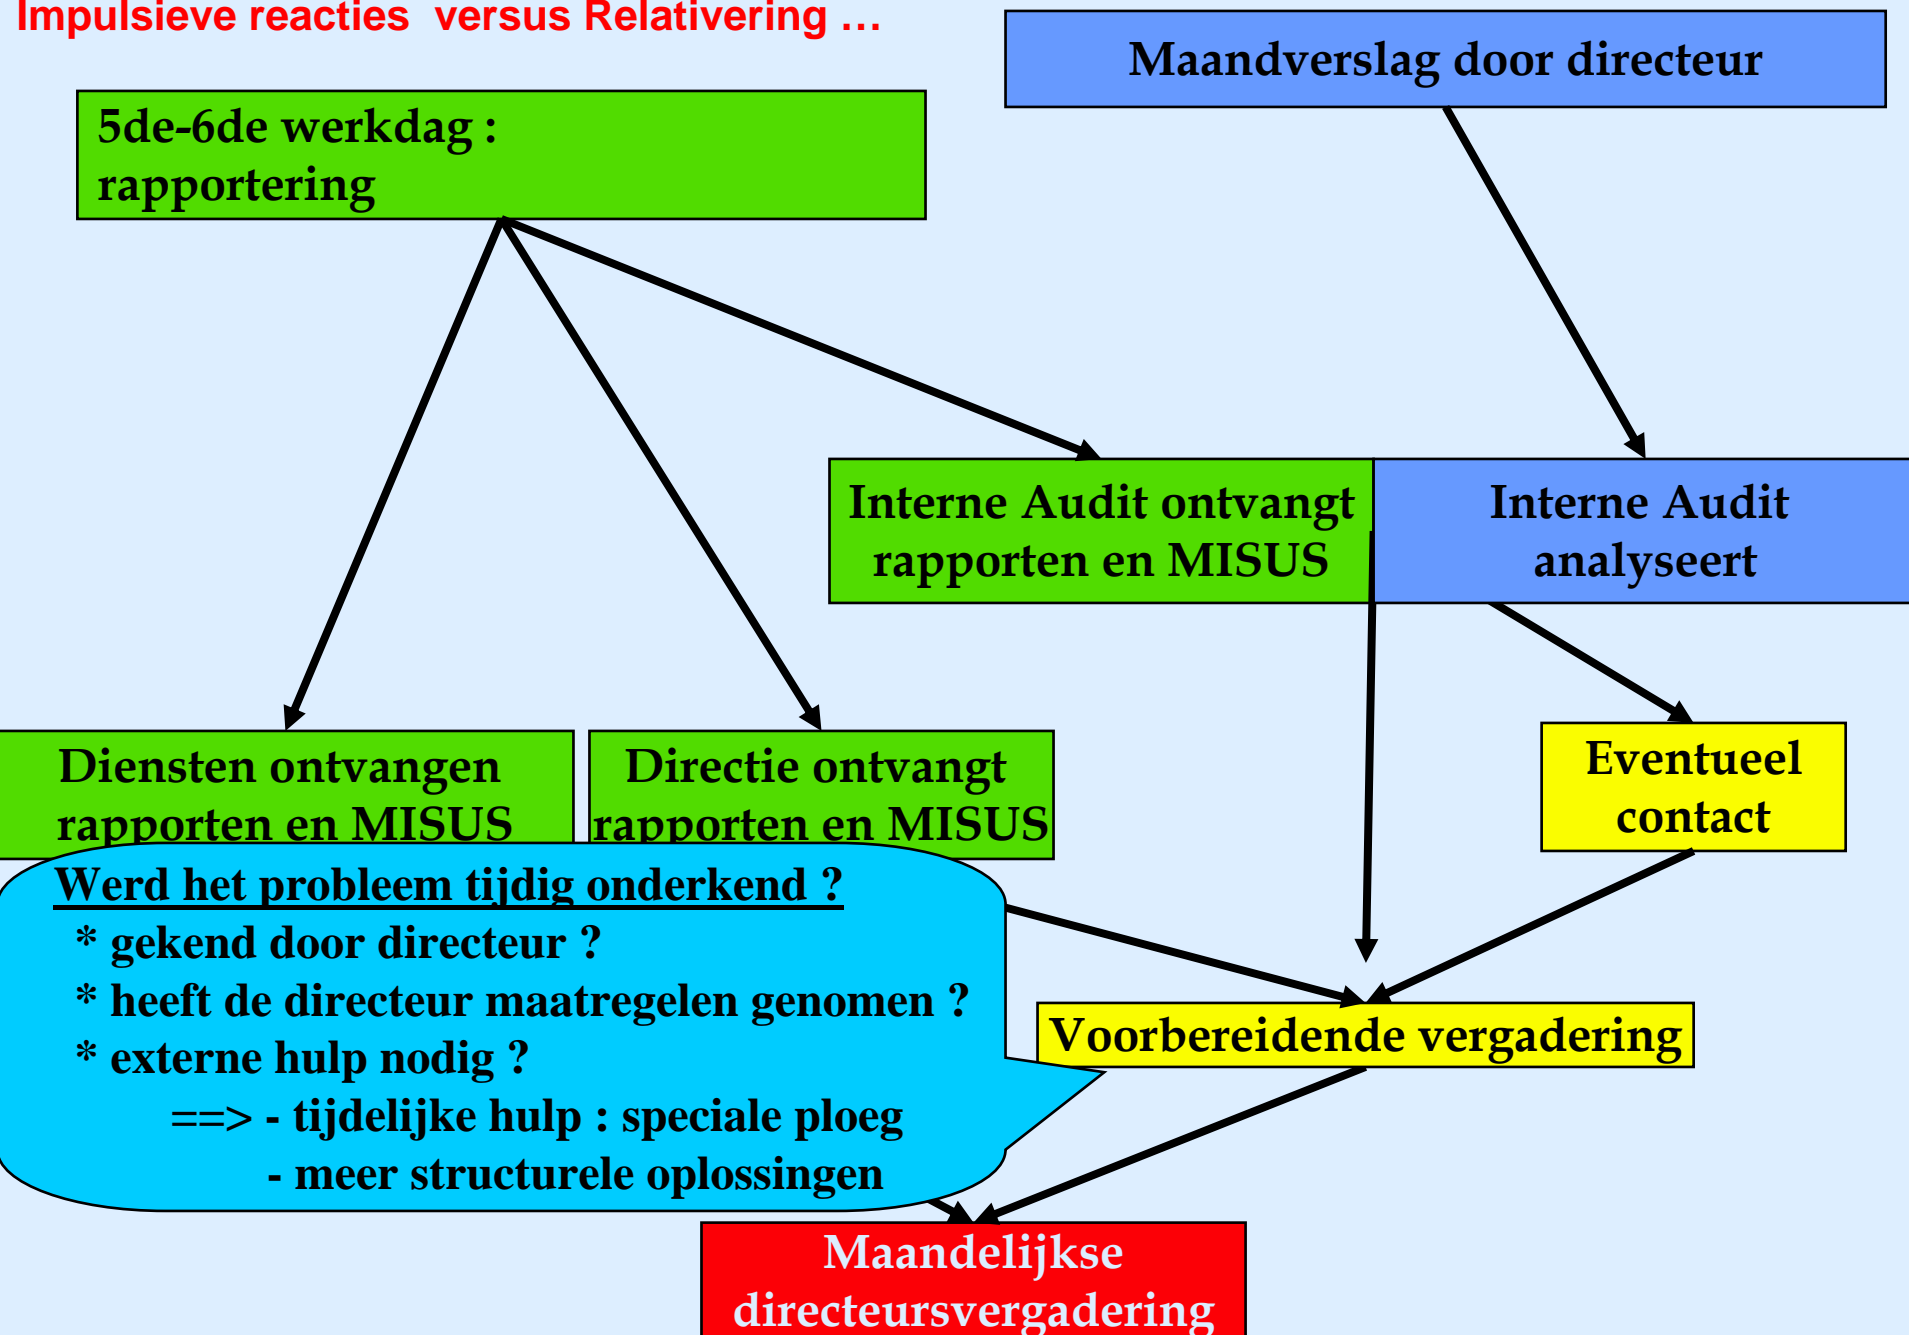 Impulsieve reacties versus Relativering ...
Maandverslag door directeur
5de-6de werkdag :
rapportering
Interne Audit ontvangt
rapporten en MISUS
Interne Audit
analyseert
Diensten ontvangen
rapporten en MISUS
Directie ontvangt
rapporten en MISUS
Eventueel
contact
Werd het probleem tijdig onderkend ?
* gekend door directeur ?
* heeft de directeur maatregelen genomen ?
* externe hulp nodig ?
==> - tijdelijke hulp : speciale ploeg
- meer structurele oplossingen
Voorbereidende vergadering
Maandelijkse
directeursvergadering